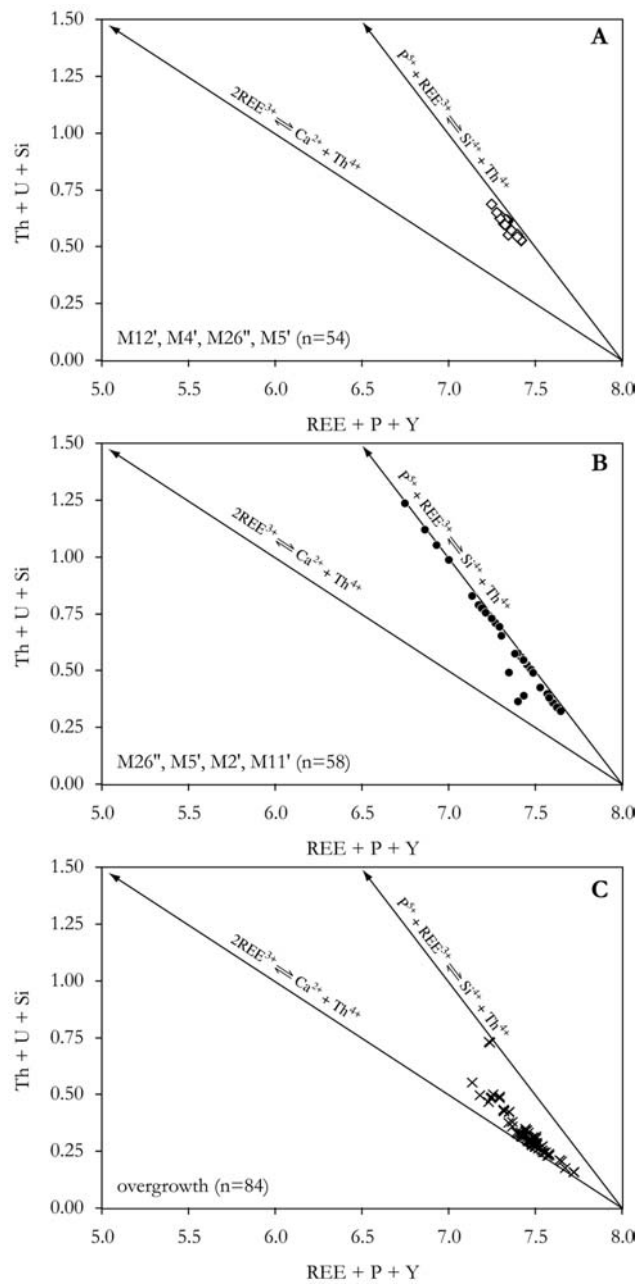 1.50
A
1.25
2REE³⁺ ⇌ Ca²⁺ + Th⁴⁺
P⁵⁺ + REE³⁺ ⇌ Si⁴⁺ + Th⁴⁺
1.00
Th + U + Si
0.75
0.50
0.25
M12', M4', M26", M5' (n=54)
0.00
5.0 5.5 6.0 6.5 7.0 7.5 8.0
REE + P + Y
1.50
B
1.25
2REE³⁺ ⇌ Ca²⁺ + Th⁴⁺
P⁵⁺ + REE³⁺ ⇌ Si⁴⁺ + Th⁴⁺
1.00
Th + U + Si
0.75
0.50
0.25
M26", M5', M2', M11' (n=58)
0.00
5.0 5.5 6.0 6.5 7.0 7.5 8.0
REE + P + Y
1.50
C
1.25
2REE³⁺ ⇌ Ca²⁺ + Th⁴⁺
P⁵⁺ + REE³⁺ ⇌ Si⁴⁺ + Th⁴⁺
1.00
Th + U + Si
0.75
0.50
0.25
overgrowth (n=84)
0.00
5.0 5.5 6.0 6.5 7.0 7.5 8.0
REE + P + Y